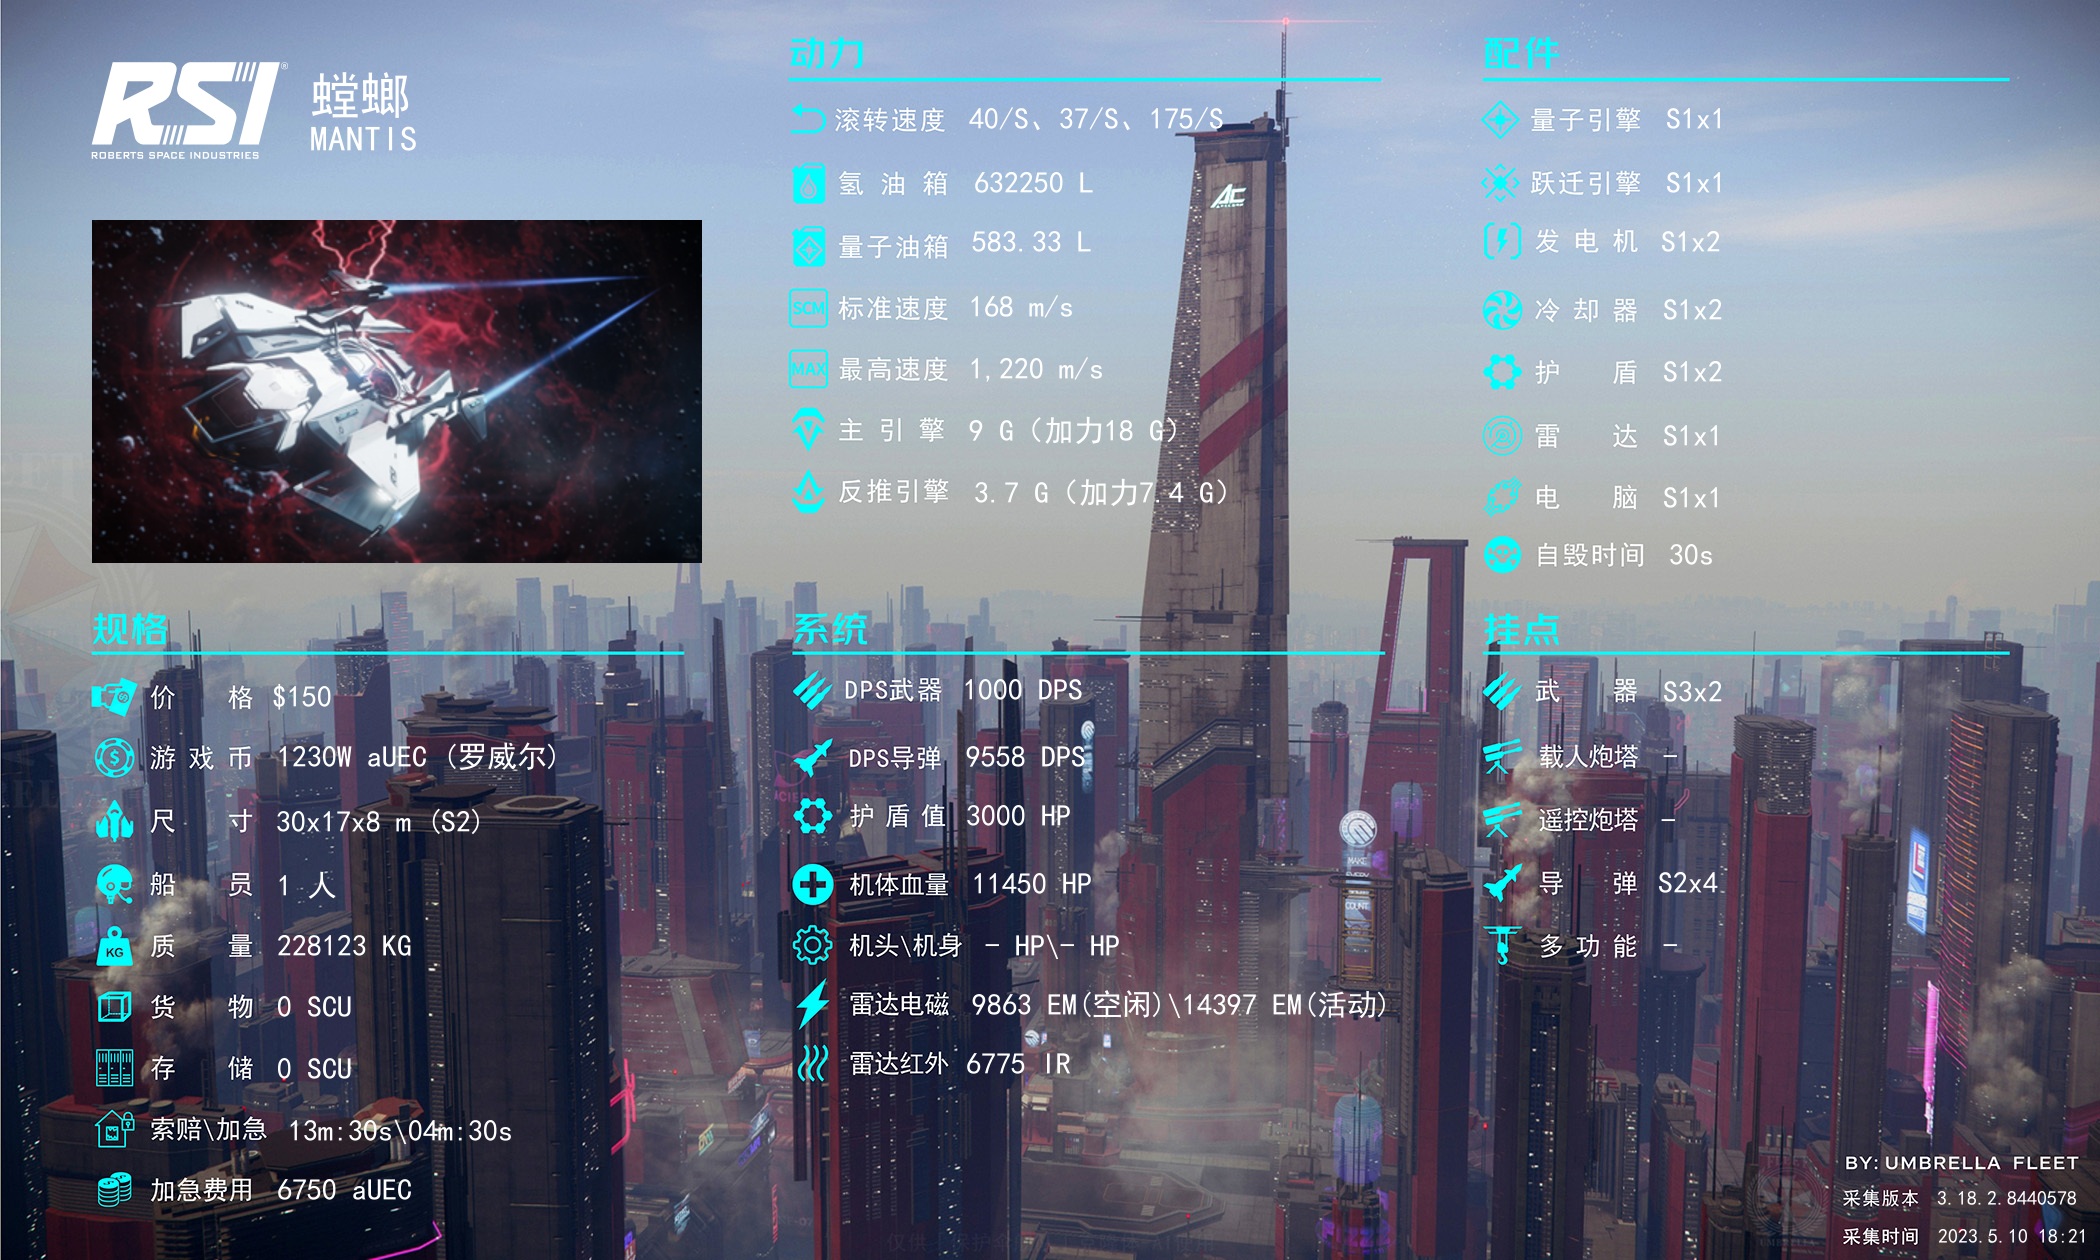 RSI®
ROBERTS SPACE INDUSTRIES
螳螂
MANTIS
动力
滚转速度 40/S、37/S、175/S
氢油箱 632250 L
量子油箱 583.33 L
SCM 标准速度 168 m/s
MAX 最高速度 1,220 m/s
主引擎 9 G（加力18 G）
反推引擎 3.7 G（加力7.4 G）
配件
量子引擎 S1x1
跃迁引擎 S1x1
发电机 S1x2
冷却器 S1x2
护盾 S1x2
雷达 S1x1
电脑 S1x1
自毁时间 30s
规格
价格 $150
游戏币 1230W aUEC (罗威尔)
尺寸 30x17x8 m (S2)
船员 1 人
KG 质量 228123 KG
货物 0 SCU
存储 0 SCU
索赔\加急 13m:30s\04m:30s
加急费用 6750 aUEC
系统
DPS武器 1000 DPS
DPS导弹 9558 DPS
护盾值 3000 HP
机体血量 11450 HP
机头\机身 - HP\- HP
雷达电磁 9863 EM(空闲)\14397 EM(活动)
雷达红外 6775 IR
挂点
武器 S3x2
载人炮塔 -
遥控炮塔 -
导弹 S2x4
多功能 -
AC
MAKE
EVERY
COUNT
BY: UMBRELLA FLEET
采集版本 3.18.2.8440578
采集时间 2023.5.10 18:21